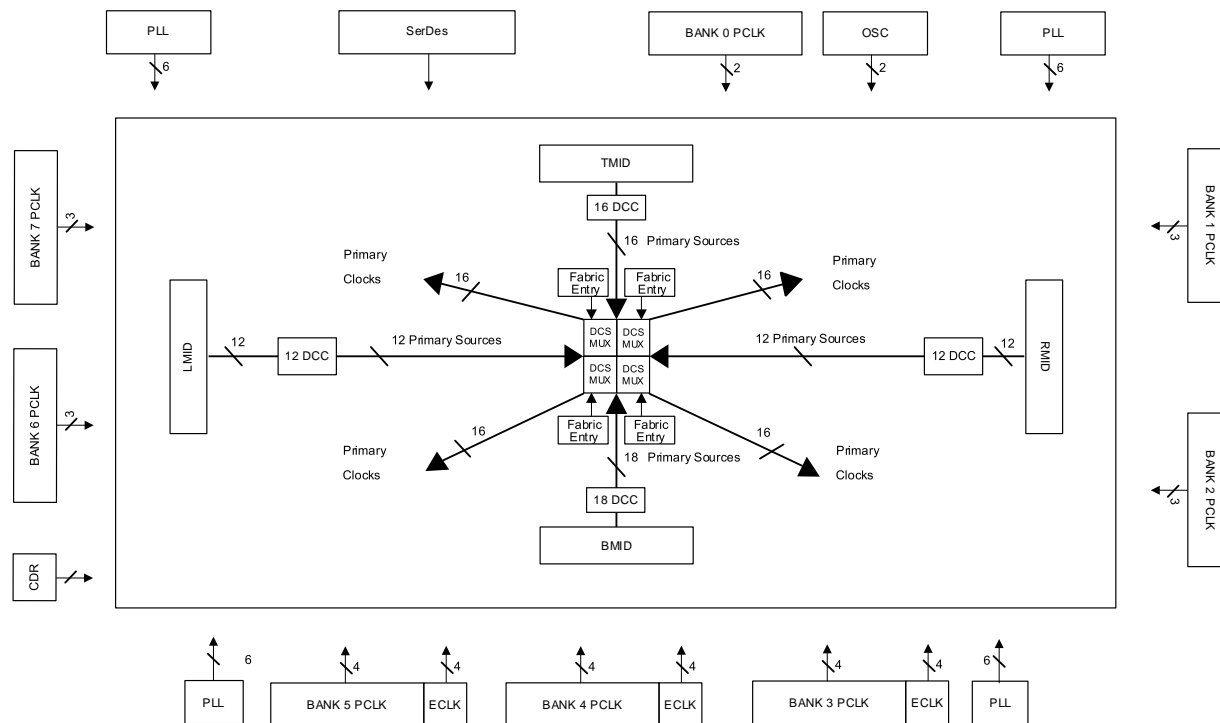 PLL
SerDes
BANK 0 PCLK
OSC
PLL
6
2
2
6
BANK 7 PCLK
3
BANK 6 PCLK
3
CDR
BANK 1 PCLK
3
BANK 2 PCLK
3
TMID
16 DCC
16 Primary Sources
Primary
Clocks
16
Fabric
Entry
Fabric
Entry
16
Primary
Clocks
LMID
12
12 DCC
12 Primary Sources
DCS
MUX
DCS
MUX
DCS
MUX
DCS
MUX
12 Primary Sources
12 DCC
12
RMID
Primary
Clocks
16
Fabric
Entry
Fabric
Entry
16
Primary
Clocks
18 Primary Sources
18 DCC
BMID
6
4
4
4
4
4
4
6
PLL
BANK 5 PCLK
ECLK
BANK 4 PCLK
ECLK
BANK 3 PCLK
ECLK
PLL